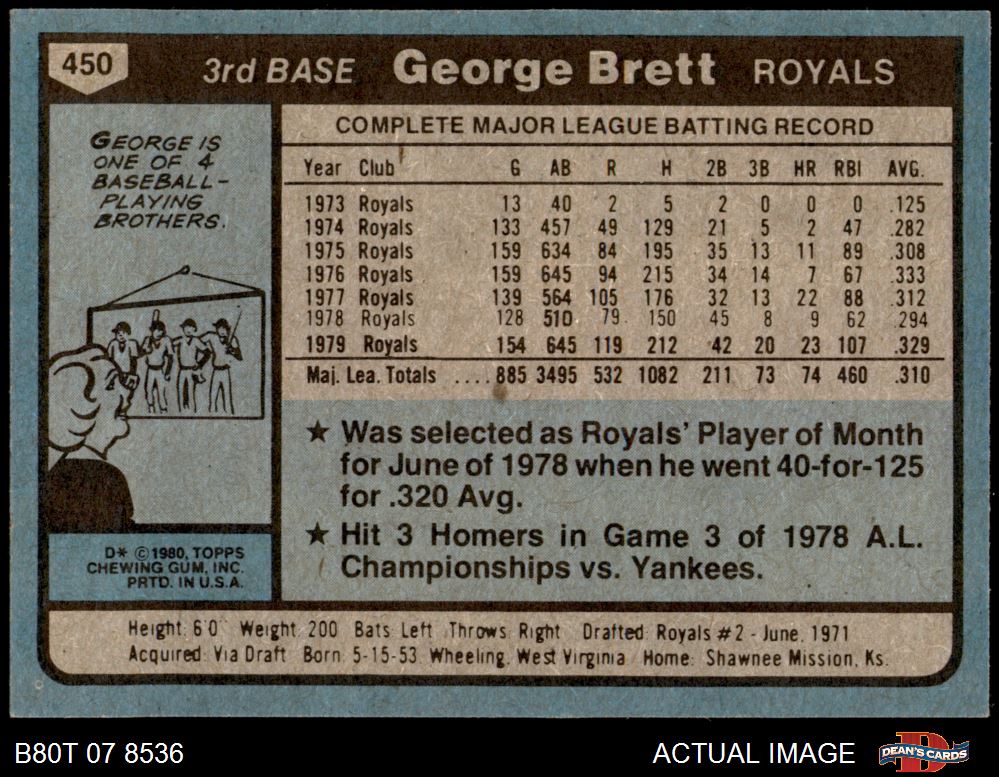 450 3rd BASE George Brett ROYALS
GEORGE IS
ONE OF 4
BASEBALL-
PLAYING
BROTHERS.
COMPLETE MAJOR LEAGUE BATTING RECORD
Year Club G AB R H 2B 3B HR RBI AVG.
1973 Royals 13 40 2 5 2 0 0 0 .125
1974 Royals 133 457 49 129 21 5 2 47 .282
1975 Royals 159 634 84 195 35 13 11 89 .308
1976 Royals 159 645 94 215 34 14 7 67 .333
1977 Royals 139 564 105 176 32 13 22 88 .312
1978 Royals 128 510 79 150 45 8 9 62 .294
1979 Royals 154 645 119 212 42 20 23 107 .329
Maj. Lea. Totals ....885 3495 532 1082 211 73 74 460 .310
★ Was selected as Royals' Player of Month
for June of 1978 when he went 40-for-125
for .320 Avg.
★ Hit 3 Homers in Game 3 of 1978 A.L.
Championships vs. Yankees.
D* © 1980, TOPPS
CHEWING GUM, INC.
PRTD. IN U.S.A.
Height: 6'0" Weight: 200 Bats: Left Throws: Right Drafted: Royals #2 - June, 1971
Acquired: Via Draft Born: 5-15-53, Wheeling, West Virginia Home: Shawnee Mission, Ks.
B80T 07 8536 ACTUAL IMAGE DEAN'S CARDS